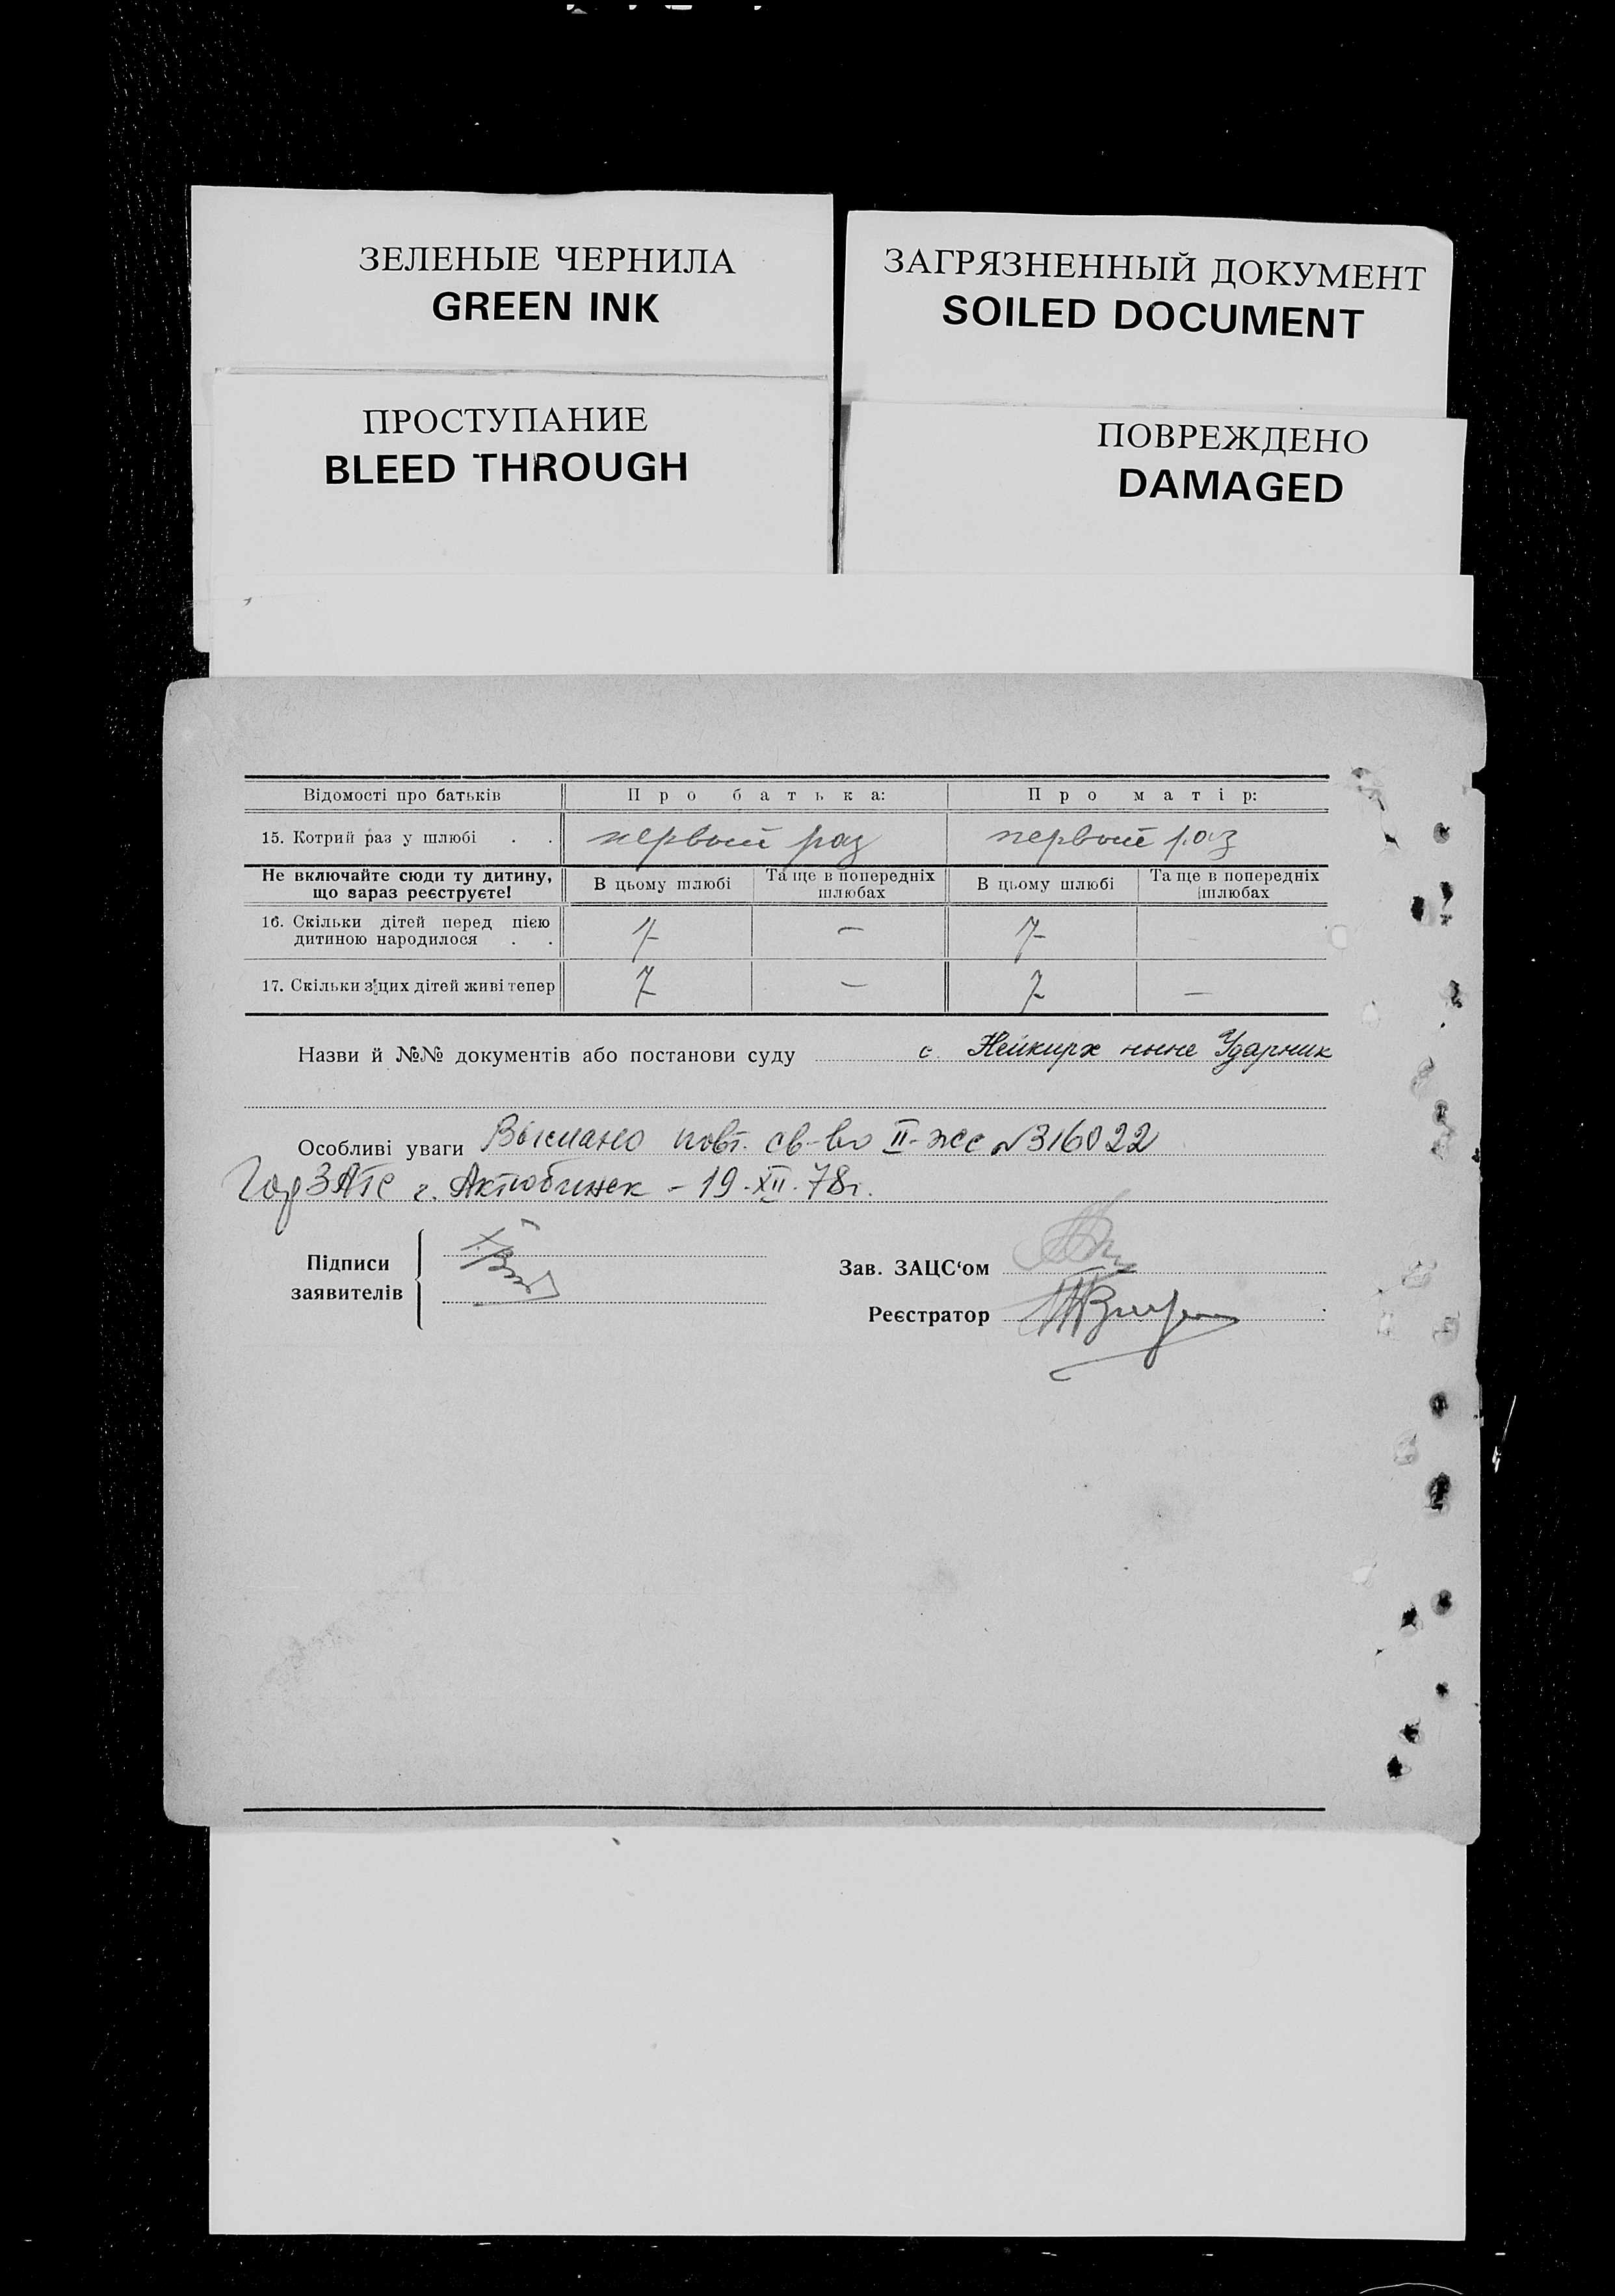 ЗЕЛЕНЫЕ ЧЕРНИЛА
GREEN INK
ЗАГРЯЗНЕННЫЙ ДОКУМЕНТ
SOILED DOCUMENT
ПРОСТУПАНИЕ
BLEED THROUGH
ПОВРЕЖДЕНО
DAMAGED
Відомості про батьків Про батька: Про матір:
15. Котрий раз у шлюбі . . первый раз первый раз
Не включайте сюди ту дитину, що зараз реєструєте! В цьому шлюбі Та ще в попередніх шлюбах В цьому шлюбі Та ще в попередніх шлюбах
16. Скільки дітей перед цією
дитиною народилося . . 7 — 7
17. Скільки з цих дітей живі тепер 7 — 7 —
Назви й №№ документів або постанови суду с. Нейкирх ныне Ударник
Особливі уваги Выслано повт. св-во II-жс №316022
ГорЗАГС г. Актюбинск - 19.XII.78г.
Підписи
заявителів
Зав. ЗАЦС‘ом
Реєстратор